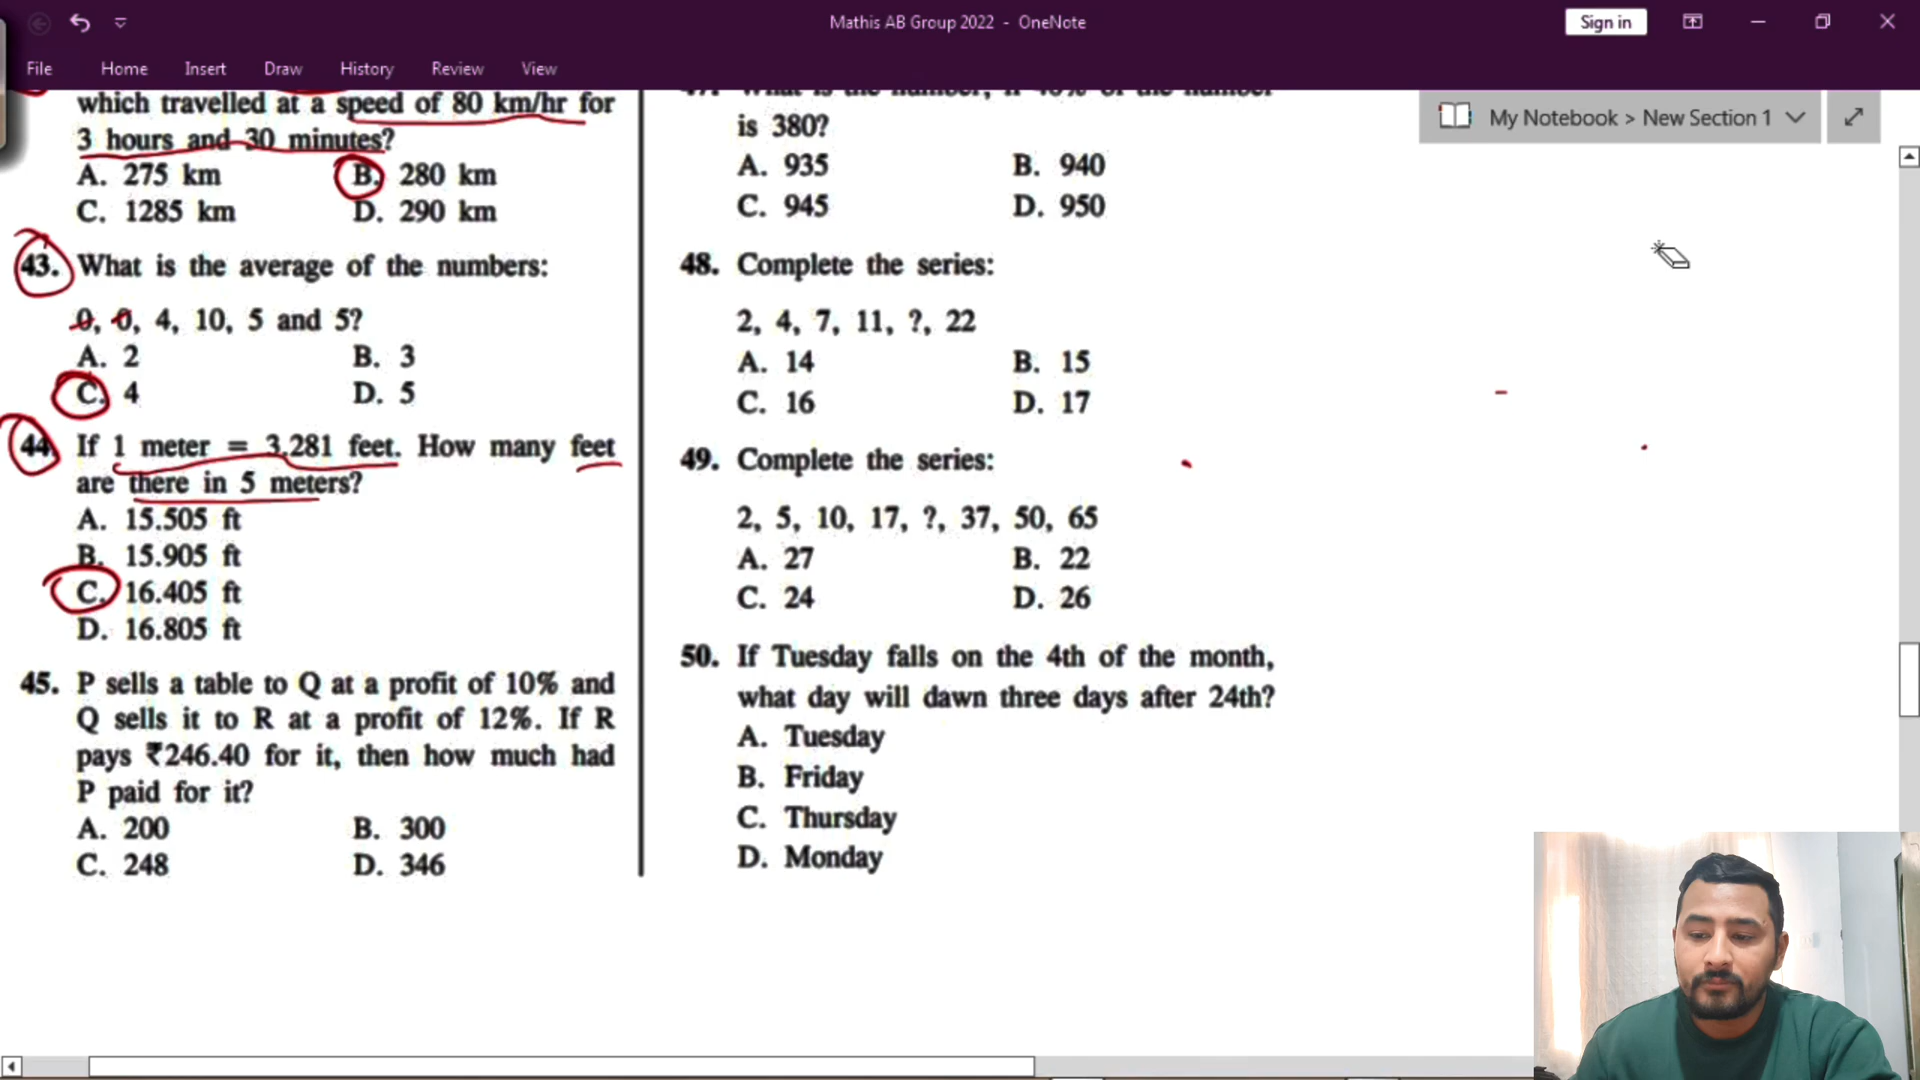 Mathis AB Group 2022 - OneNote
Sign in
File Home Insert Draw History Review View
My Notebook > New Section 1
which travelled at a speed of 80 km/hr for
3 hours and 30 minutes?
A. 275 km B. 280 km
C. 1285 km D. 290 km
43. What is the average of the numbers:
0, 0, 4, 10, 5 and 5?
A. 2 B. 3
C. 4 D. 5
44. If 1 meter = 3.281 feet. How many feet
are there in 5 meters?
A. 15.505 ft
B. 15.905 ft
C. 16.405 ft
D. 16.805 ft
45. P sells a table to Q at a profit of 10% and
Q sells it to R at a profit of 12%. If R
pays ₹246.40 for it, then how much had
P paid for it?
A. 200 B. 300
C. 248 D. 346
is 380?
A. 935 B. 940
C. 945 D. 950
48. Complete the series:
2, 4, 7, 11, ?, 22
A. 14 B. 15
C. 16 D. 17
49. Complete the series:
2, 5, 10, 17, ?, 37, 50, 65
A. 27 B. 22
C. 24 D. 26
50. If Tuesday falls on the 4th of the month,
what day will dawn three days after 24th?
A. Tuesday
B. Friday
C. Thursday
D. Monday